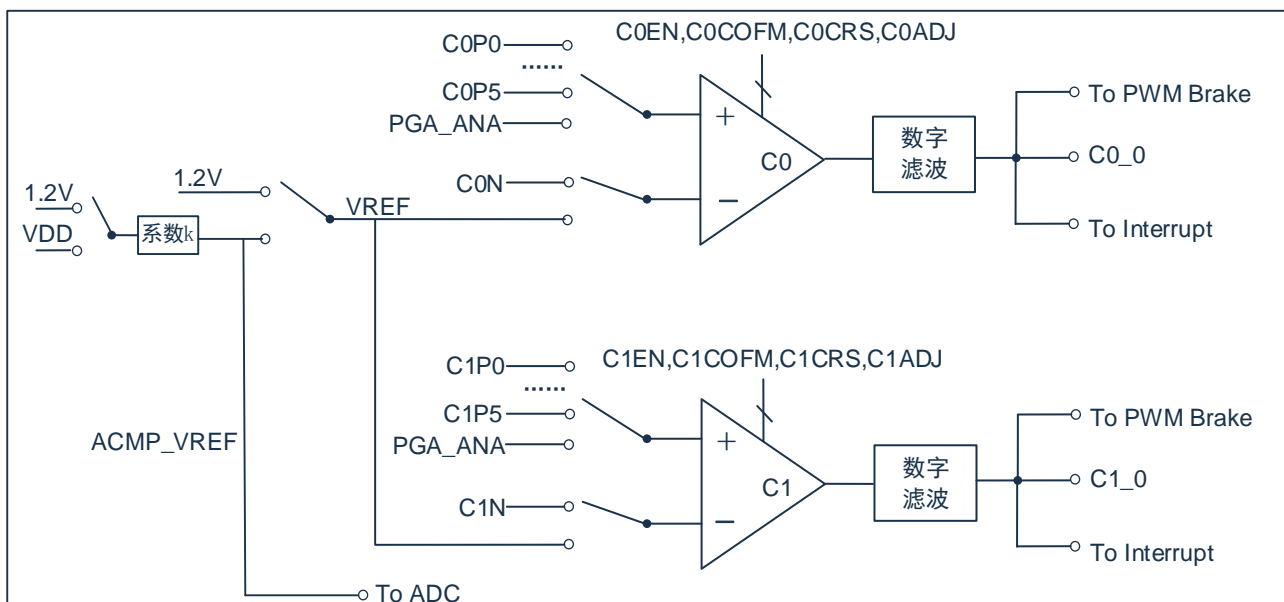 C0EN,C0COFM,C0CRS,C0ADJ
C0P0
......
C0P5
PGA_ANA
C0N
+
−
C0
数字
滤波
To PWM Brake
C0_0
To Interrupt
1.2V
VDD
系数k
1.2V
VREF
ACMP_VREF
To ADC
C1EN,C1COFM,C1CRS,C1ADJ
C1P0
......
C1P5
PGA_ANA
C1N
+
−
C1
数字
滤波
To PWM Brake
C1_0
To Interrupt